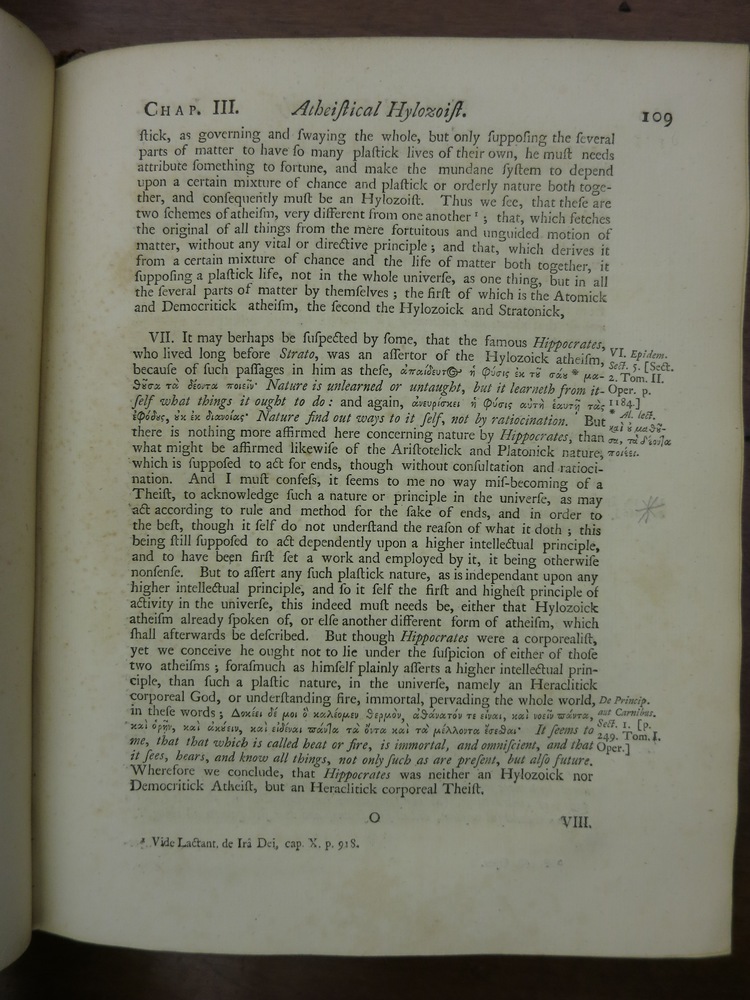 CHAP. III. Atheiſtical Hylozoiſt. 109
ſtick, as governing and ſwaying the whole, but only ſuppoſing the ſeveral
parts of matter to have ſo many plaſtick lives of their own, he muſt needs
attribute ſomething to fortune, and make the mundane ſyſtem to depend
upon a certain mixture of chance and plaſtick or orderly nature both toge-
ther, and conſequently muſt be an Hylozoiſt. Thus we ſee, that theſe are
two ſchemes of atheiſm, very different from one another ¹ ; that, which fetches
the original of all things from the mere fortuitous and unguided motion of
matter, without any vital or directive principle ; and that, which derives it
from a certain mixture of chance and the life of matter both together, it
ſuppoſing a plaſtick life, not in the whole univerſe, as one thing, but in all
the ſeveral parts of matter by themſelves ; the firſt of which is the Atomick
and Democritick atheiſm, the ſecond the Hylozoick and Stratonick,
VII. It may berhaps be ſuſpected by ſome, that the famous Hippocrates,
who lived long before Strato, was an aſſertor of the Hylozoick atheiſm,
becauſe of ſuch paſſages in him as theſe, ἀπαίδευτ@ ἡ φύσις ἐκ τȣ̃ σαυ * μα-
θȣ̃σα τὰ δέοντα ποιεῖν· Nature is unlearned or untaught, but it learneth from it-
ſelf what things it ought to do : and again, ἀνευρίσκει ἡ φύσις αὐτὴ ἑαυτῇ τὰς
ἐφόδȣς, ȣ̓κ ἐκ διανοίας· Nature find out ways to it ſelf, not by ratiocination. But
there is nothing more affirmed here concerning nature by Hippocrates, than
what might be affirmed likewiſe of the Ariſtotelick and Platonick nature,
which is ſuppoſed to act for ends, though without conſultation and ratioci-
nation. And I muſt confeſs, it ſeems to me no way miſ-becoming of a
Theiſt, to acknowledge ſuch a nature or principle in the univerſe, as may
act according to rule and method for the ſake of ends, and in order to
the beſt, though it ſelf do not underſtand the reaſon of what it doth ; this
being ſtill ſuppoſed to act dependently upon a higher intellectual principle,
and to have been firſt ſet a work and employed by it, it being otherwiſe
nonſenſe. But to aſſert any ſuch plaſtick nature, as is independant upon any
higher intellectual principle, and ſo it ſelf the firſt and higheſt principle of
activity in the univerſe, this indeed muſt needs be, either that Hylozoick
atheiſm already ſpoken of, or elſe another different form of atheiſm, which
ſhall afterwards be deſcribed. But though Hippocrates were a corporealiſt,
yet we conceive he ought not to lie under the ſuſpicion of either of thoſe
two atheiſms ; foraſmuch as himſelf plainly aſſerts a higher intellectual prin-
ciple, than ſuch a plaſtic nature, in the univerſe, namely an Heraclitick
corporeal God, or underſtanding fire, immortal, pervading the whole world,
in theſe words ; Δοκέει δέ μοι ὃ καλέομεν θερμὸν, ἀθάνατόν τε εἶναι, καὶ νοεῖν πάντα,
καὶ ὁρῆν, καὶ ἀκȣ́ειν, καὶ εἰδέναι πάντα τὰ ὄντα καὶ τὰ μέλλοντα ἔσεθαι· It ſeems to
me, that that which is called heat or fire, is immortal, and omniſcient, and that
it ſees, hears, and know all things, not only ſuch as are preſent, but alſo future.
Wherefore we conclude, that Hippocrates was neither an Hylozoick nor
Democritick Atheiſt, but an Heraclitick corporeal Theiſt.
VI. Epidem.
Sect. 5. [Sect.
2. Tom. II.
Oper. p.
1184.]
* Al. lect.
καὶ ȣ̓ μαθȣ̃-
σα, τὰ δέοντα
ποιέει.
De Princip.
aut Carnibus.
Sect. 1. [p.
249. Tom. I.
Oper.]
O VIII.
¹ Vide Lactant. de Irâ Dei, cap. X. p. 918.